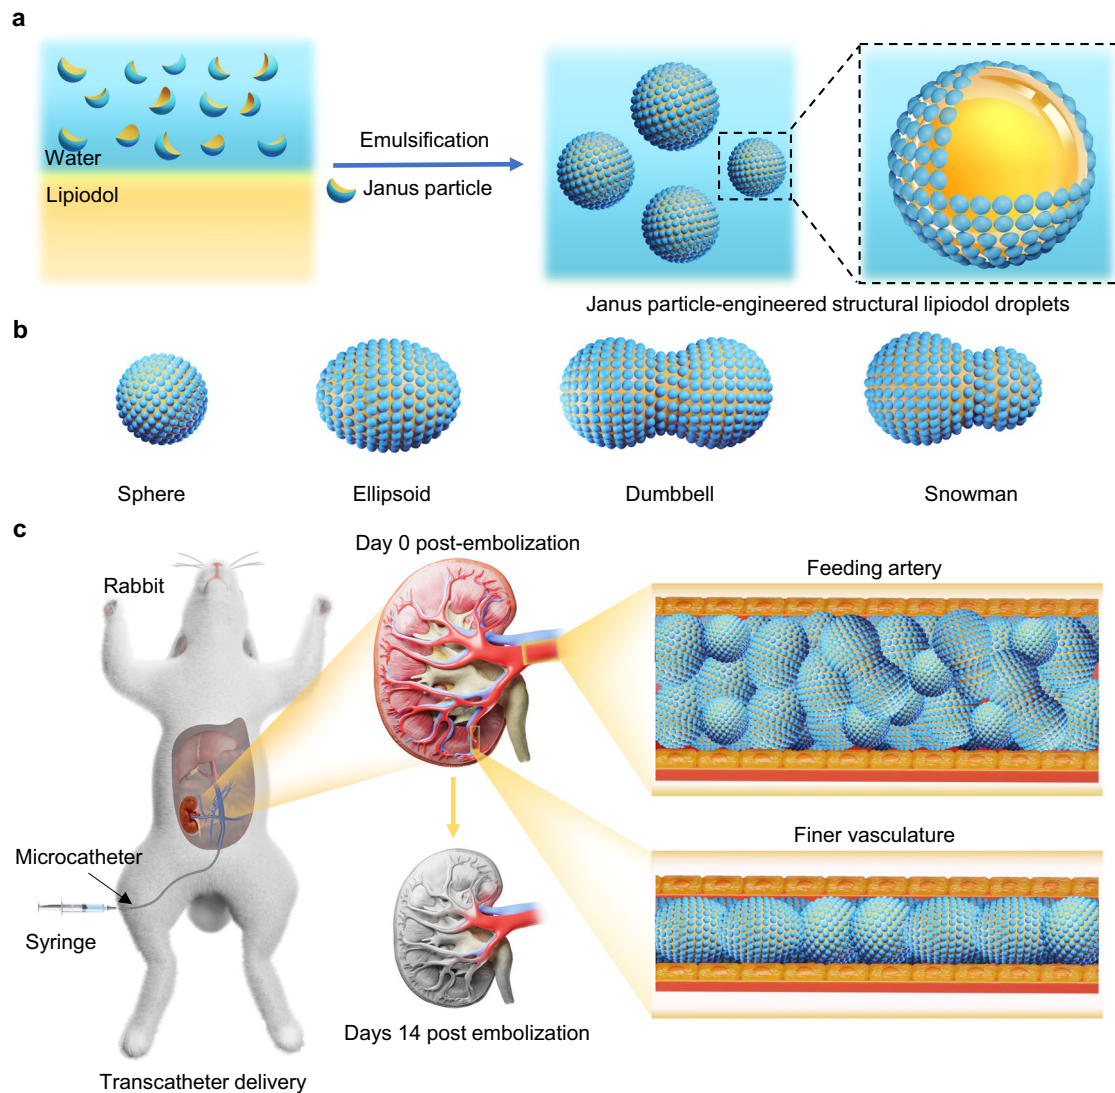 a
Water
Lipiodol
Emulsification
Janus particle
Janus particle-engineered structural lipiodol droplets
b
Sphere
Ellipsoid
Dumbbell
Snowman
c
Rabbit
Microcatheter
Syringe
Transcatheter delivery
Day 0 post-embolization
Days 14 post embolization
Feeding artery
Finer vasculature